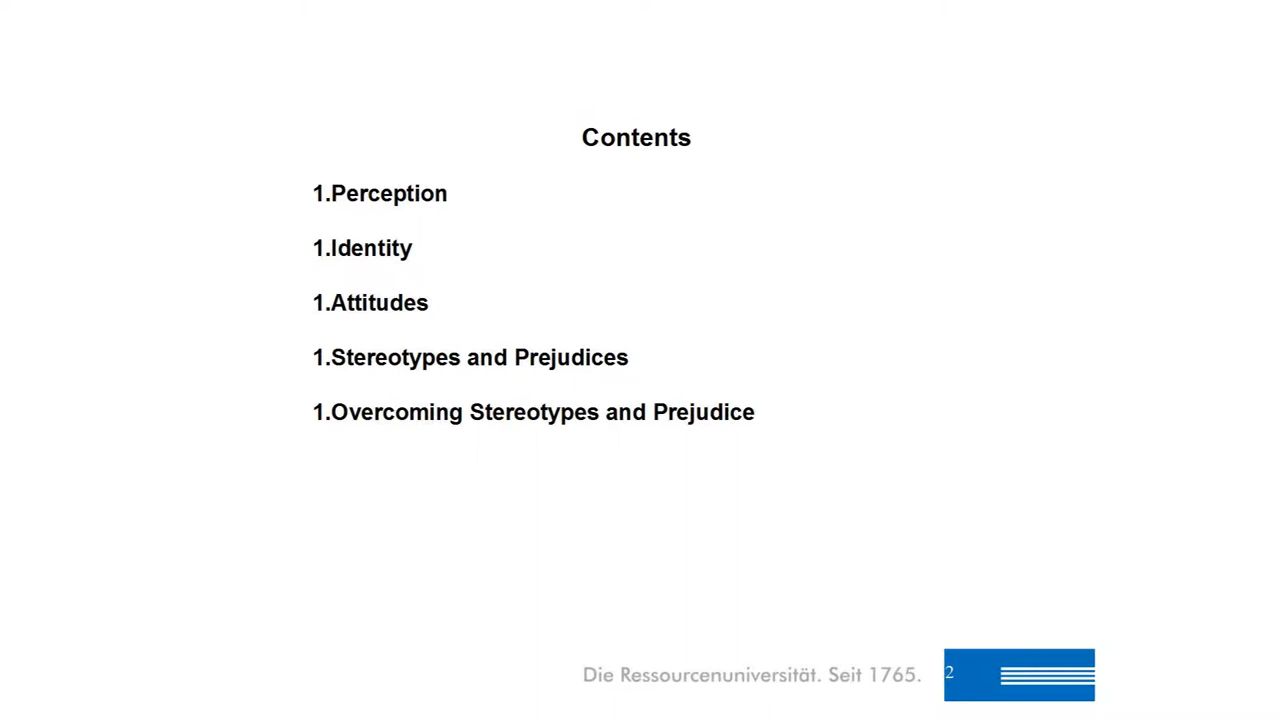 Contents
1.Perception
1.Identity
1.Attitudes
1.Stereotypes and Prejudices
1.Overcoming Stereotypes and Prejudice
Die Ressourcenuniversität. Seit 1765.
2